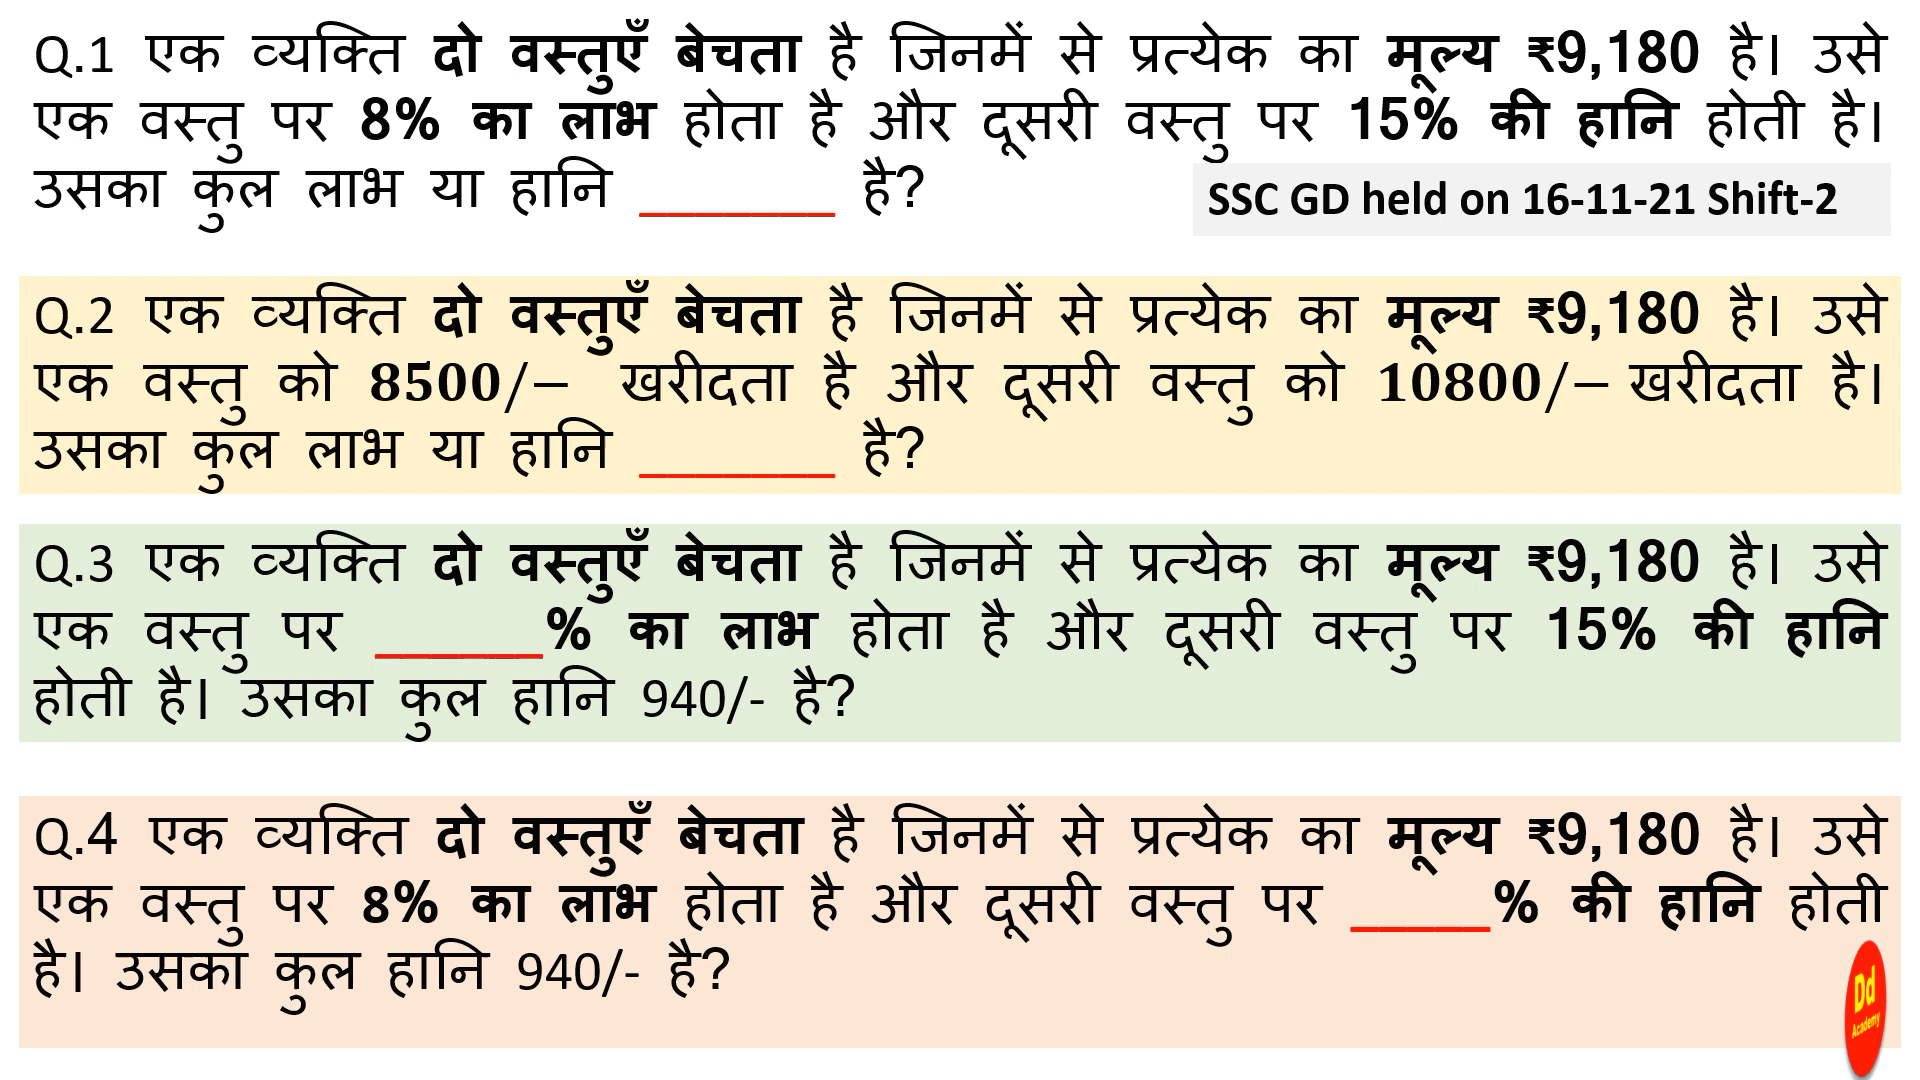 Q.1 एक व्यक्ति दो वस्तुएँ बेचता है जिनमें से प्रत्येक का मूल्य ₹9,180 है। उसे
एक वस्तु पर 8% का लाभ होता है और दूसरी वस्तु पर 15% की हानि होती है।
उसका कुल लाभ या हानि _______ है?
SSC GD held on 16-11-21 Shift-2
Q.2 एक व्यक्ति दो वस्तुएँ बेचता है जिनमें से प्रत्येक का मूल्य ₹9,180 है। उसे
एक वस्तु को 8500/− खरीदता है और दूसरी वस्तु को 10800/− खरीदता है।
उसका कुल लाभ या हानि _______ है?
Q.3 एक व्यक्ति दो वस्तुएँ बेचता है जिनमें से प्रत्येक का मूल्य ₹9,180 है। उसे
एक वस्तु पर ______% का लाभ होता है और दूसरी वस्तु पर 15% की हानि
होती है। उसका कुल हानि 940/- है?
Q.4 एक व्यक्ति दो वस्तुएँ बेचता है जिनमें से प्रत्येक का मूल्य ₹9,180 है। उसे
एक वस्तु पर 8% का लाभ होता है और दूसरी वस्तु पर _____% की हानि होती
है। उसका कुल हानि 940/- है?
Dd
Academy